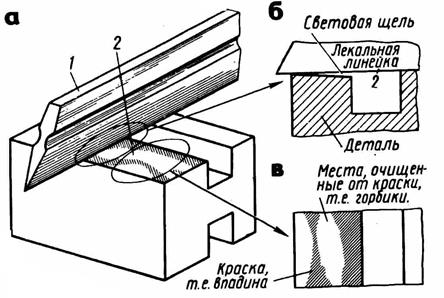 а
1
2
б
Световая щель
Лекальная
линейка
2
Деталь
в
Места, очищен-
ные от краски,
т.е. горбики.
Краска,
т.е. впадина